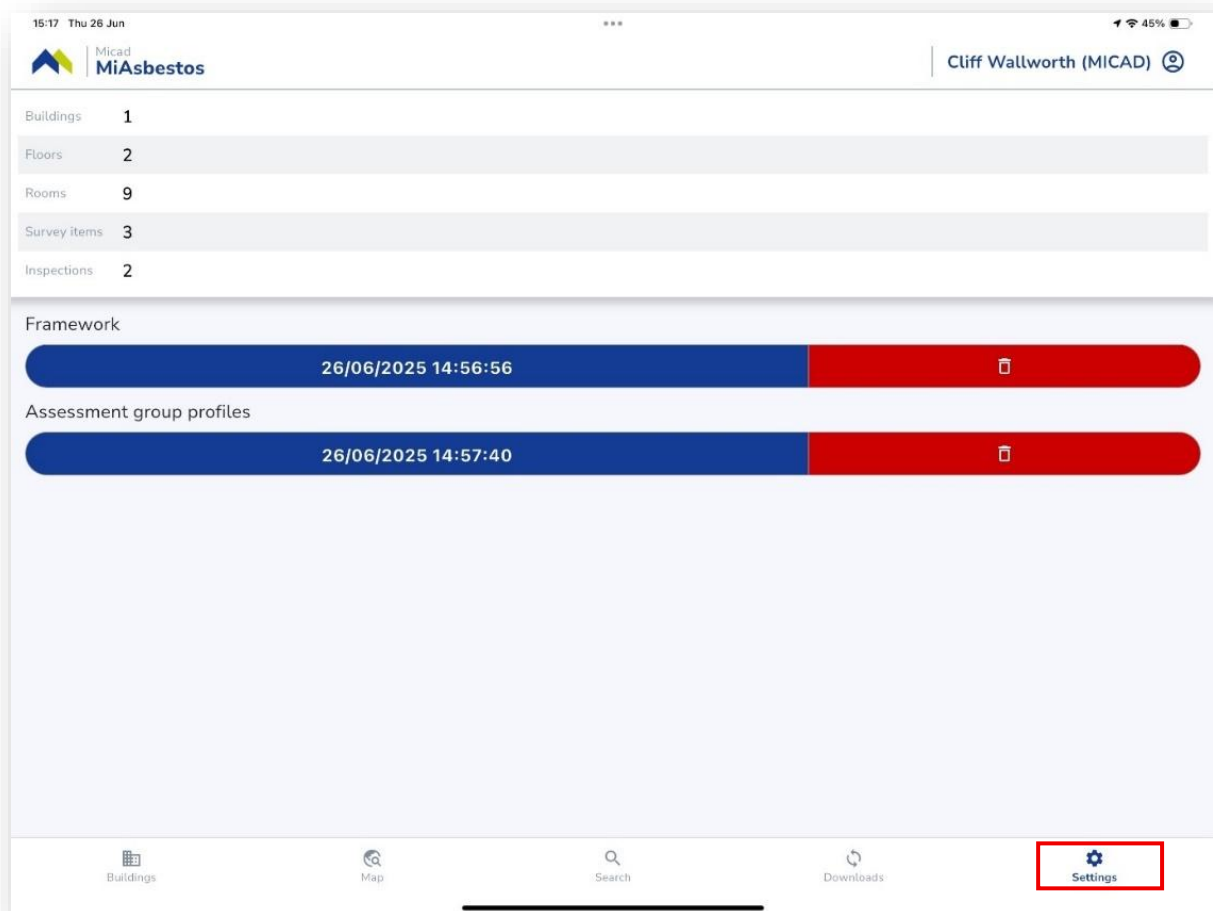 15:17 Thu 26 Jun
45%
Micad
MiAsbestos
Cliff Wallworth (MICAD)
Buildings 1
Floors 2
Rooms 9
Survey items 3
Inspections 2
Framework
26/06/2025 14:56:56
Assessment group profiles
26/06/2025 14:57:40
Buildings
Map
Search
Downloads
Settings